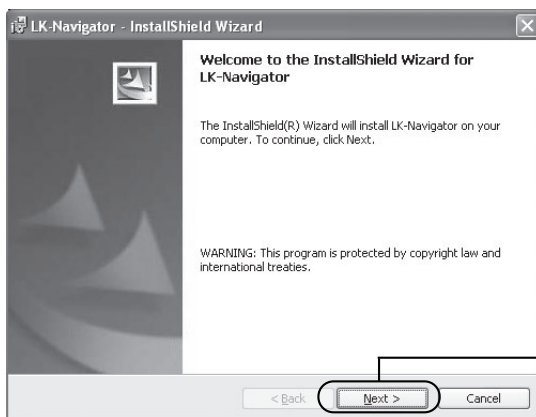 LK-Navigator - InstallShield Wizard
Welcome to the InstallShield Wizard for
LK-Navigator
The InstallShield(R) Wizard will install LK-Navigator on your
computer. To continue, click Next.
WARNING: This program is protected by copyright law and
international treaties.
< Back
Next >
Cancel